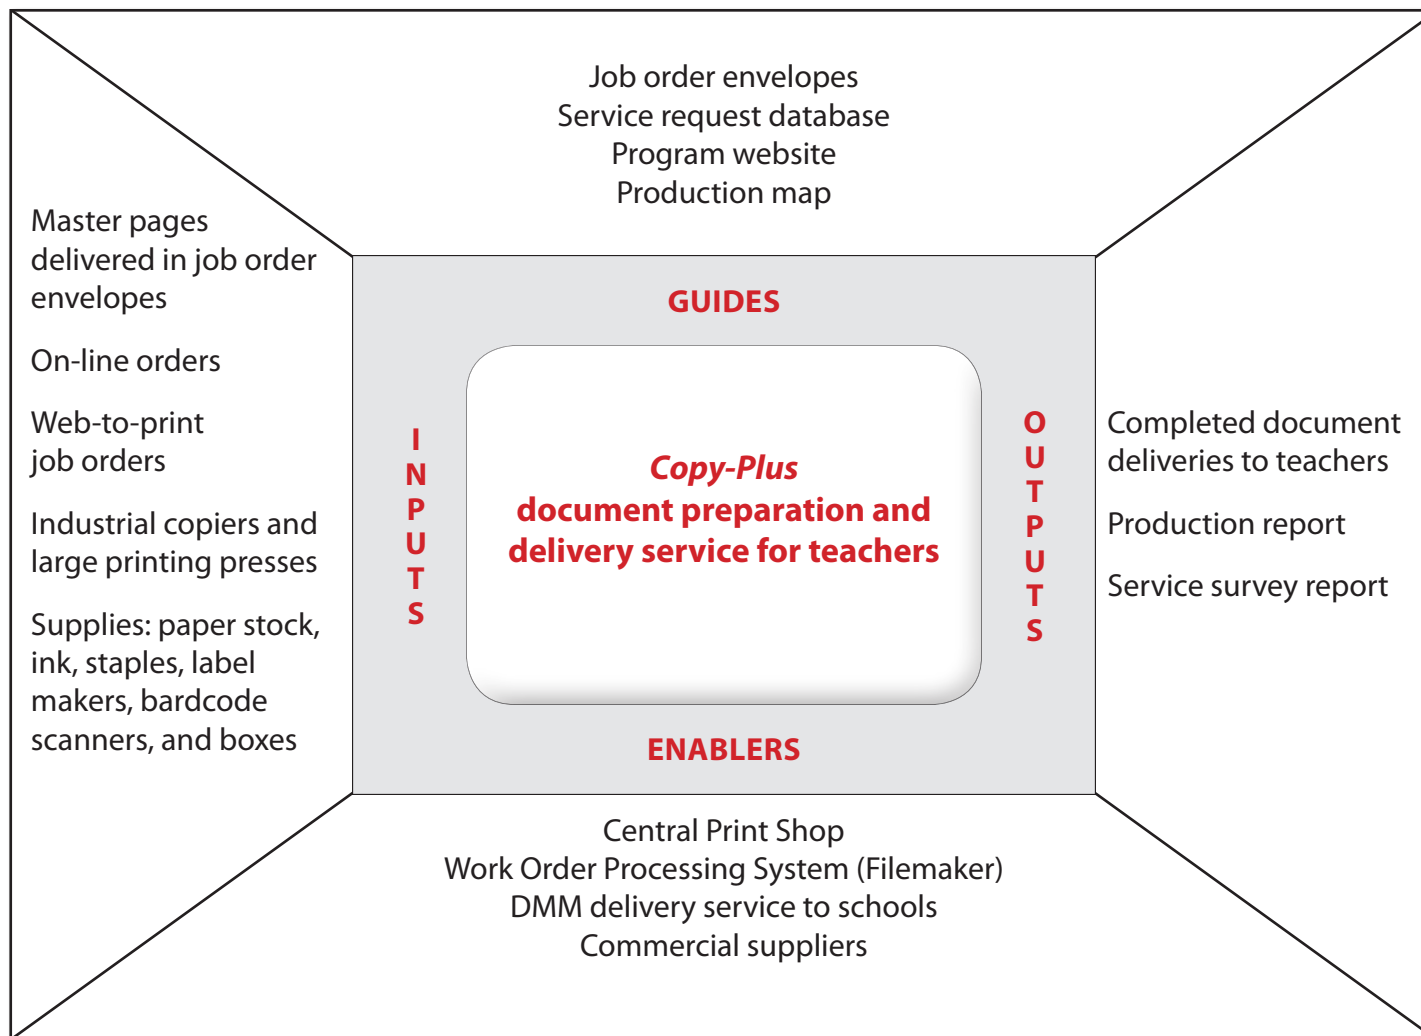 Job order envelopes
Service request database
Program website
Production map
Master pages
delivered in job order
envelopes
On-line orders
Web-to-print
job orders
Industrial copiers and
large printing presses
Supplies: paper stock,
ink, staples, label
makers, bardcode
scanners, and boxes
GUIDES
INPUTS
Copy-Plus
document preparation and
delivery service for teachers
OUTPUTS
ENABLERS
Completed document
deliveries to teachers
Production report
Service survey report
Central Print Shop
Work Order Processing System (Filemaker)
DMM delivery service to schools
Commercial suppliers